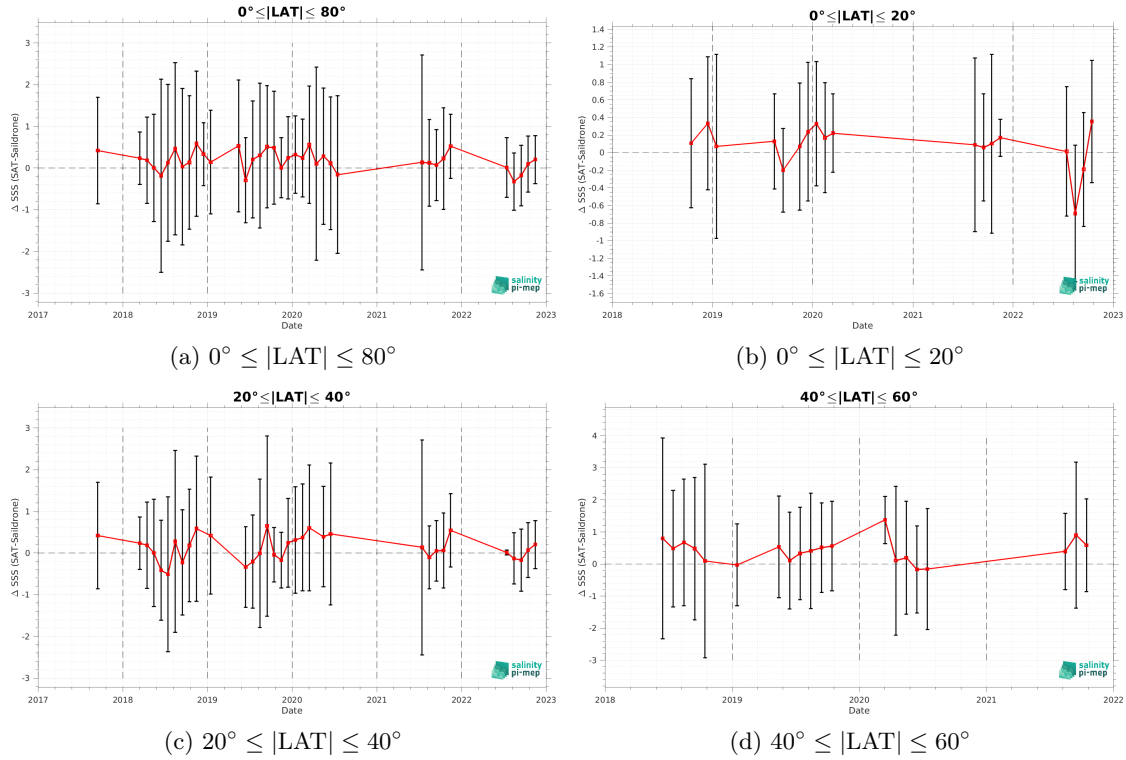 0°≤|LAT|≤ 80°
Δ SSS (SAT-Saildrone)
3
2
1
0
-1
-2
-3
2017
2018
2019
2020
2021
2022
2023
Date
salinity
pi-mep
(a) 0° ≤ |LAT| ≤ 80°
0°≤|LAT|≤ 20°
Δ SSS (SAT-Saildrone)
1.4
1.2
1
0.8
0.6
0.4
0.2
0
-0.2
-0.4
-0.6
-0.8
-1
-1.2
-1.4
-1.6
2018
2019
2020
2021
2022
2023
Date
salinity
pi-mep
(b) 0° ≤ |LAT| ≤ 20°
20°≤|LAT|≤ 40°
Δ SSS (SAT-Saildrone)
3
2
1
0
-1
-2
-3
2017
2018
2019
2020
2021
2022
2023
Date
salinity
pi-mep
(c) 20° ≤ |LAT| ≤ 40°
40°≤|LAT|≤ 60°
Δ SSS (SAT-Saildrone)
4
3
2
1
0
-1
-2
-3
2018
2019
2020
2021
2022
Date
salinity
pi-mep
(d) 40° ≤ |LAT| ≤ 60°